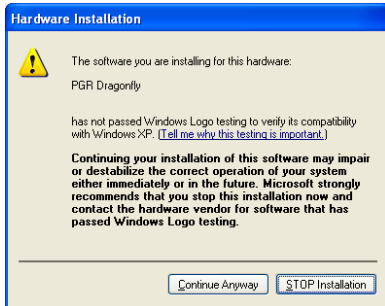 Hardware Installation
The software you are installing for this hardware:
PGR Dragonfly
has not passed Windows Logo testing to verify its compatibility
with Windows XP. (Tell me why this testing is important.)
Continuing your installation of this software may impair
or destabilize the correct operation of your system
either immediately or in the future. Microsoft strongly
recommends that you stop this installation now and
contact the hardware vendor for software that has
passed Windows Logo testing.
Continue Anyway
STOP Installation